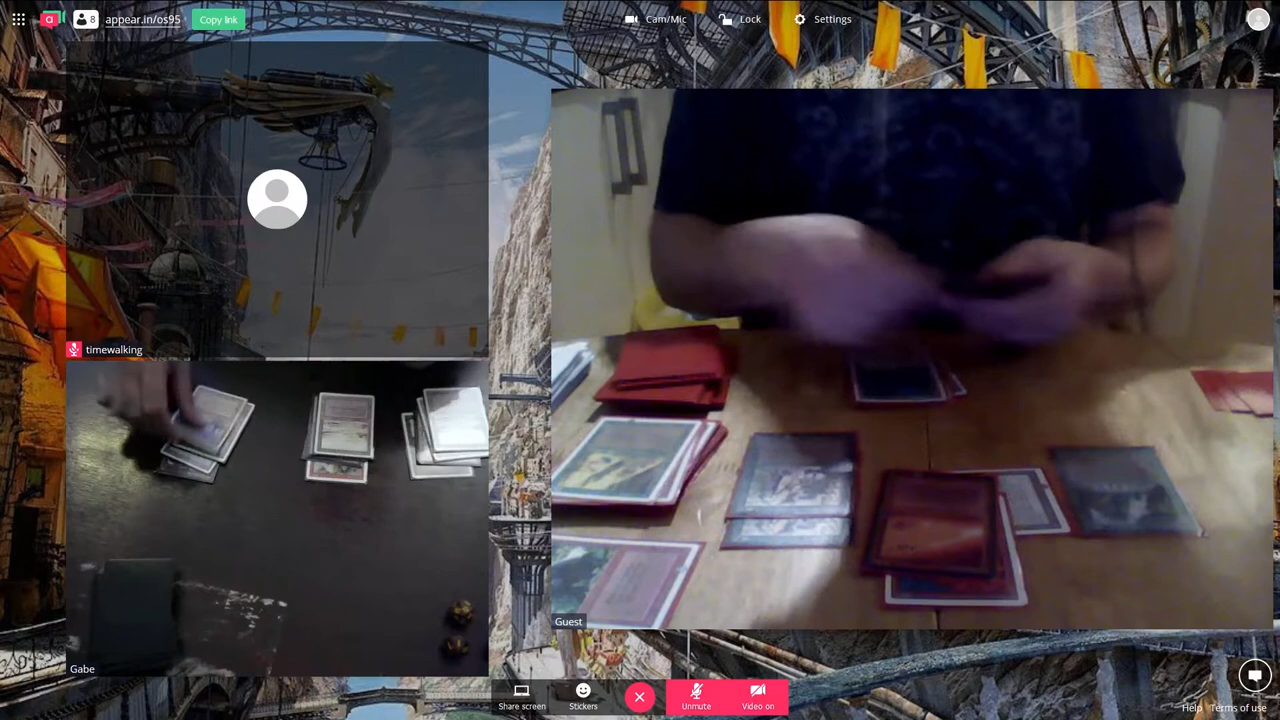 8 appear.in/os95 Copy link Cam/Mic Lock Settings
timewalking
Guest
Gabe
Share screen Stickers Unmute Video on
Help Terms of use